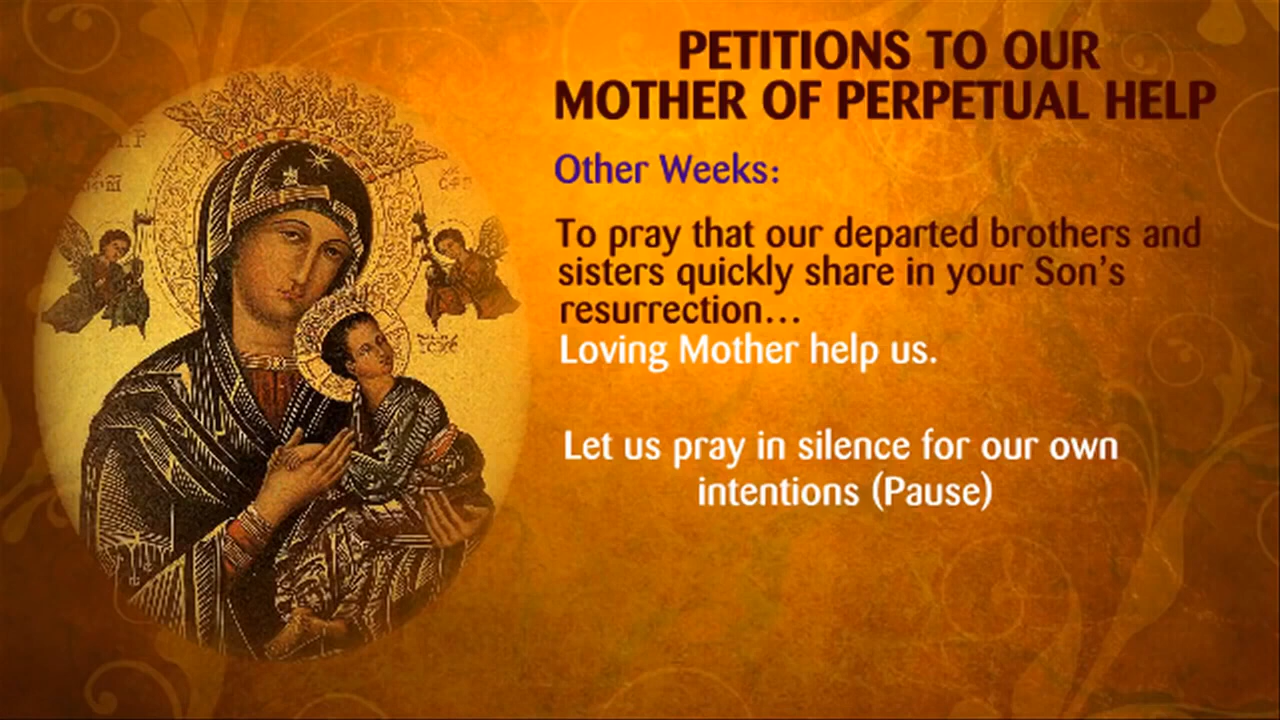 PETITIONS TO OUR
MOTHER OF PERPETUAL HELP
Other Weeks:
To pray that our departed brothers and
sisters quickly share in your Son's
resurrection...
Loving Mother help us.
Let us pray in silence for our own
intentions (Pause)